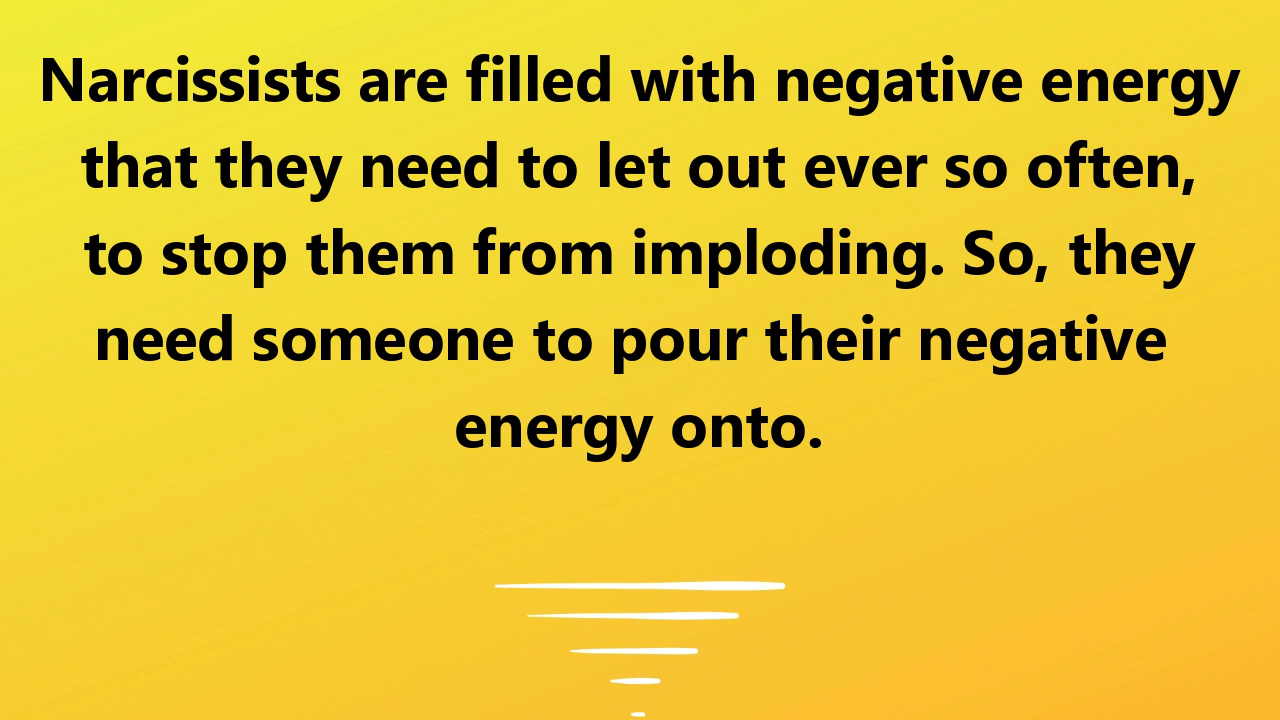 Narcissists are filled with negative energy
that they need to let out ever so often,
to stop them from imploding. So, they
need someone to pour their negative
energy onto.